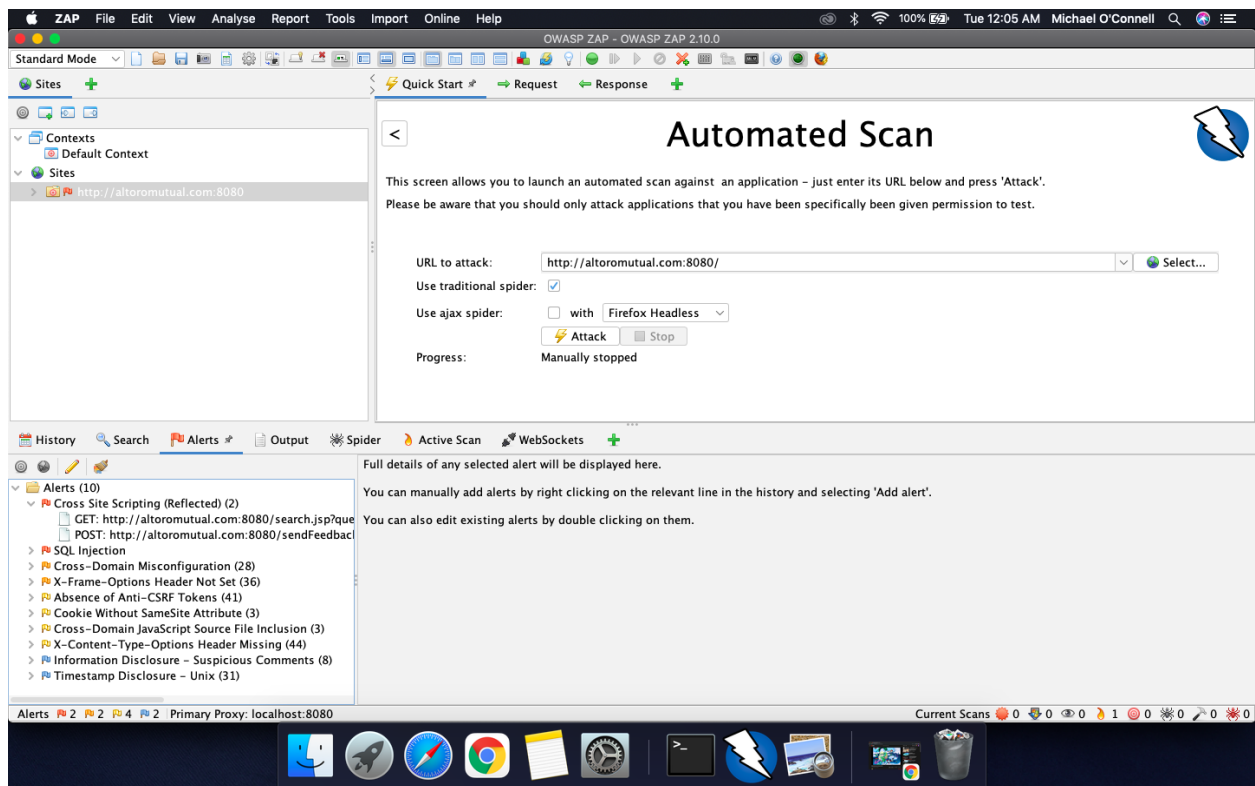 ZAP File Edit View Analyse Report Tools Import Online Help 100% Tue 12:05 AM Michael O'Connell
OWASP ZAP - OWASP ZAP 2.10.0
Standard Mode
Sites
Quick Start Request Response
Contexts
Default Context
Sites
http://altoromutual.com:8080
<
Automated Scan
This screen allows you to launch an automated scan against an application - just enter its URL below and press 'Attack'.
Please be aware that you should only attack applications that you have been specifically been given permission to test.
URL to attack: http://altoromutual.com:8080/ Select...
Use traditional spider:
Use ajax spider: with Firefox Headless
Attack Stop
Progress: Manually stopped
History Search Alerts Output Spider Active Scan WebSockets
Full details of any selected alert will be displayed here.
You can manually add alerts by right clicking on the relevant line in the history and selecting 'Add alert'.
You can also edit existing alerts by double clicking on them.
Alerts (10)
Cross Site Scripting (Reflected) (2)
GET: http://altoromutual.com:8080/search.jsp?que
POST: http://altoromutual.com:8080/sendFeedbac
SQL Injection
Cross-Domain Misconfiguration (28)
X-Frame-Options Header Not Set (36)
Absence of Anti-CSRF Tokens (41)
Cookie Without SameSite Attribute (3)
Cross-Domain JavaScript Source File Inclusion (3)
X-Content-Type-Options Header Missing (44)
Information Disclosure - Suspicious Comments (8)
Timestamp Disclosure - Unix (31)
Alerts 2 2 4 2 Primary Proxy: localhost:8080 Current Scans 0 0 0 1 0 0 0 0